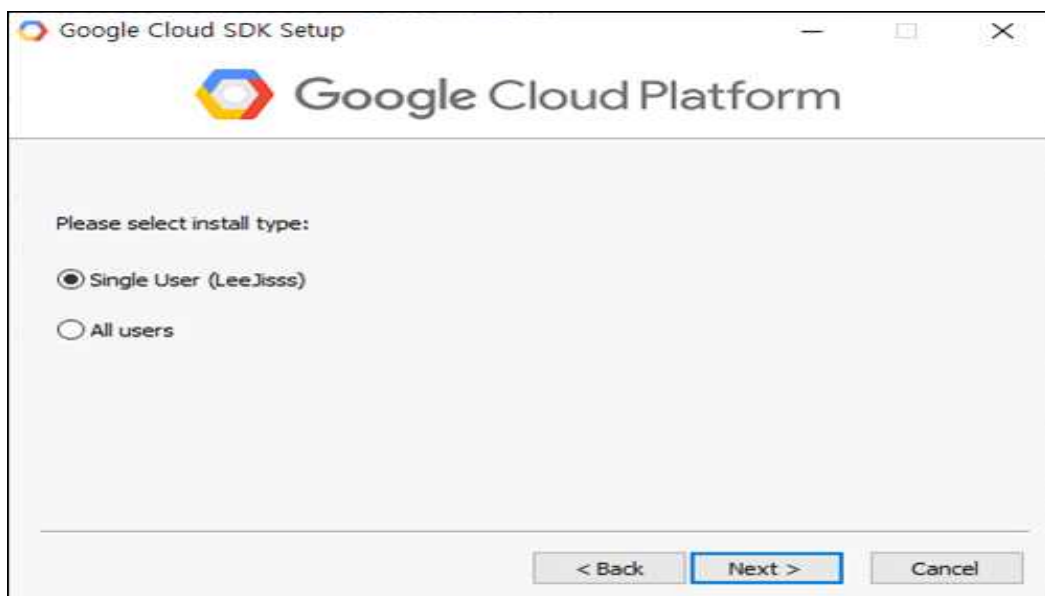 Google Cloud SDK Setup
Google Cloud Platform
Please select install type:
Single User (LeeJisss)
All users
< Back Next > Cancel